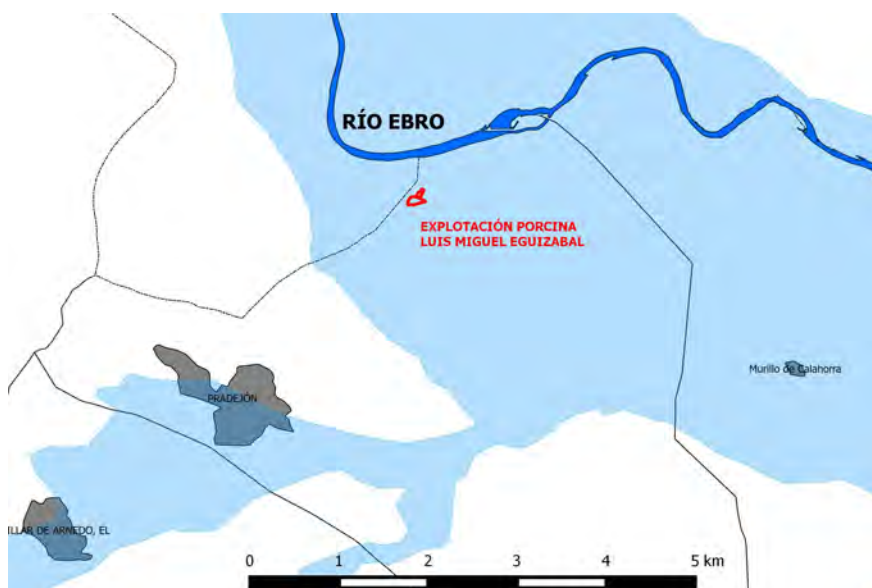 RÍO EBRO
EXPLOTACIÓN PORCINA
LUIS MIGUEL EGUIZABAL
Murillo de Calahorra
PRADEJÓN
ILLAR DE ARNEDO, EL
0 1 2 3 4 5 km